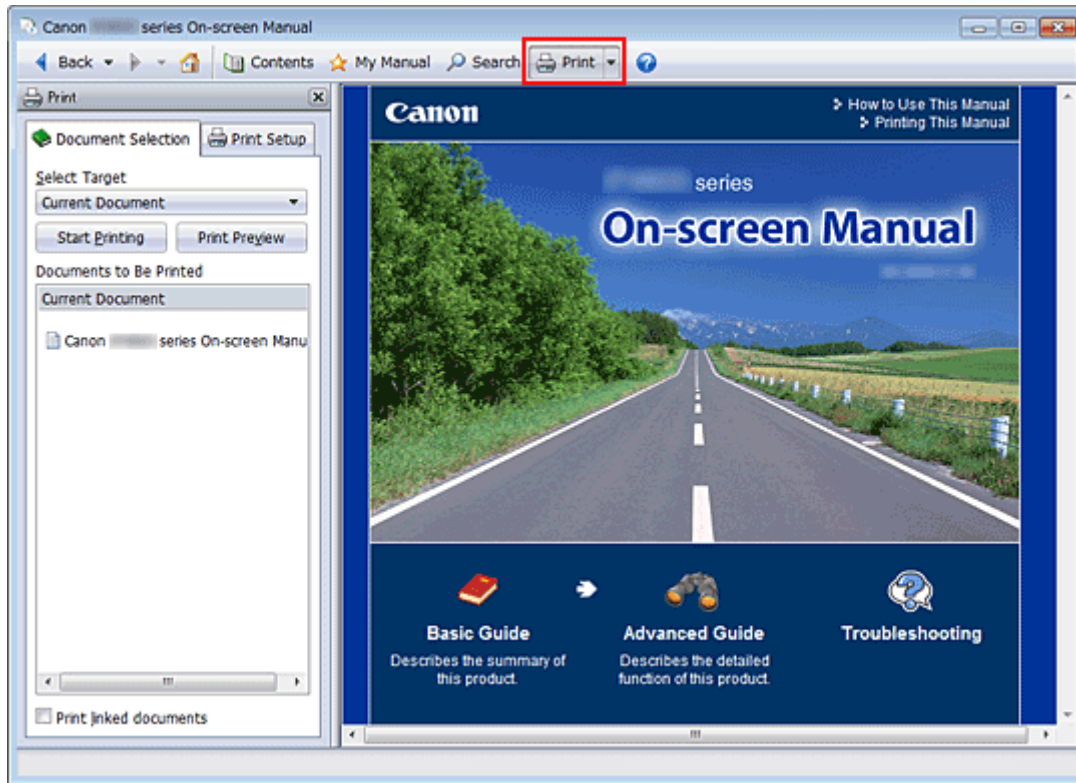 Canon series On-screen Manual
Back Contents My Manual Search Print
Print
Document Selection Print Setup
Select Target
Current Document
Start Printing Print Preview
Documents to Be Printed
Current Document
Canon series On-screen Manu
Print linked documents
Canon
How to Use This Manual
Printing This Manual
series
On-screen Manual
Basic Guide
Describes the summary of
this product.
Advanced Guide
Describes the detailed
function of this product.
Troubleshooting